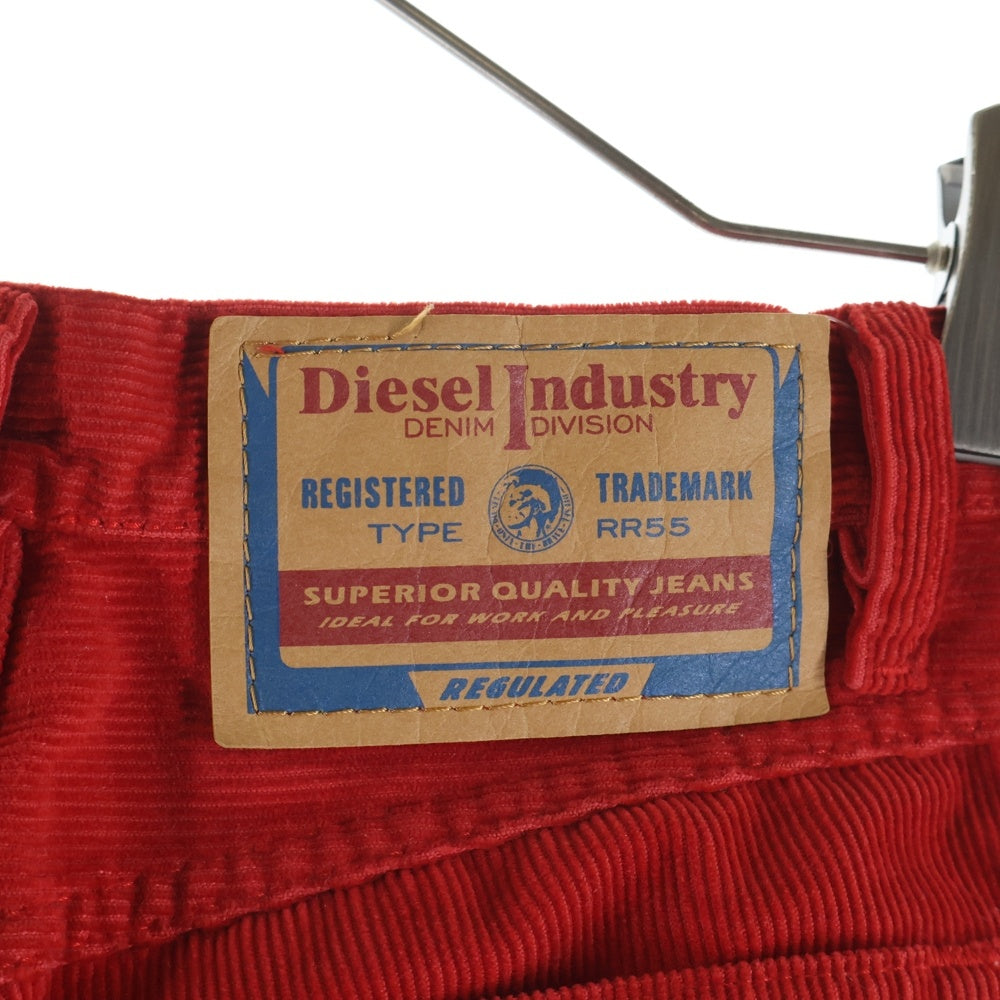 Diesel Industry
DENIM DIVISION
REGISTERED TRADEMARK
TYPE RR55
SUPERIOR QUALITY JEANS
IDEAL FOR WORK AND PLEASURE
REGULATED